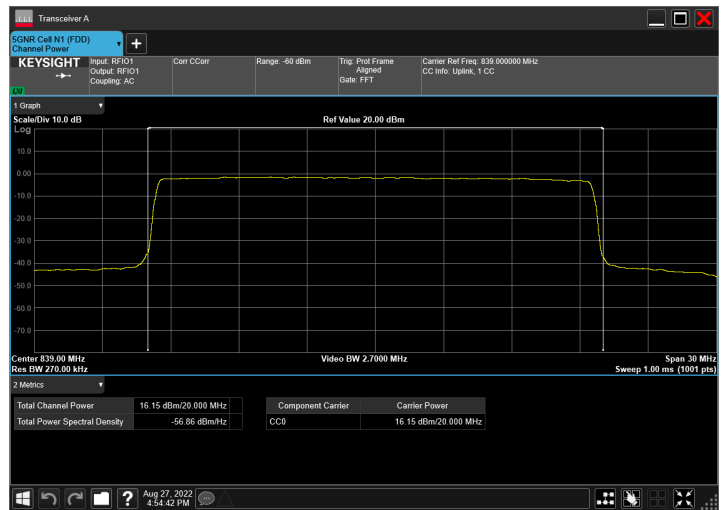 Transceiver A
5GNR Cell N1 (FDD)
Channel Power
KEYSIGHT
LXI
Input: RFIO1
Output: RFIO1
Coupling: AC
Corr CCorr
Range: -60 dBm
Trig: Prot Frame
Aligned
Gate: FFT
Carrier Ref Freq: 839.000000 MHz
CC Info: Uplink, 1 CC
1 Graph
Scale/Div 10.0 dB
Ref Value 20.00 dBm
Log
10.0
0.00
-10.0
-20.0
-30.0
-40.0
-50.0
-60.0
-70.0
Center 839.00 MHz
Video BW 2.7000 MHz
Span 30 MHz
Res BW 270.00 kHz
Sweep 1.00 ms (1001 pts)
2 Metrics
Total Channel Power 16.15 dBm/20.000 MHz
Total Power Spectral Density -56.86 dBm/Hz
Component Carrier Carrier Power
CC0 16.15 dBm/20.000 MHz
Aug 27, 2022
4:54:42 PM